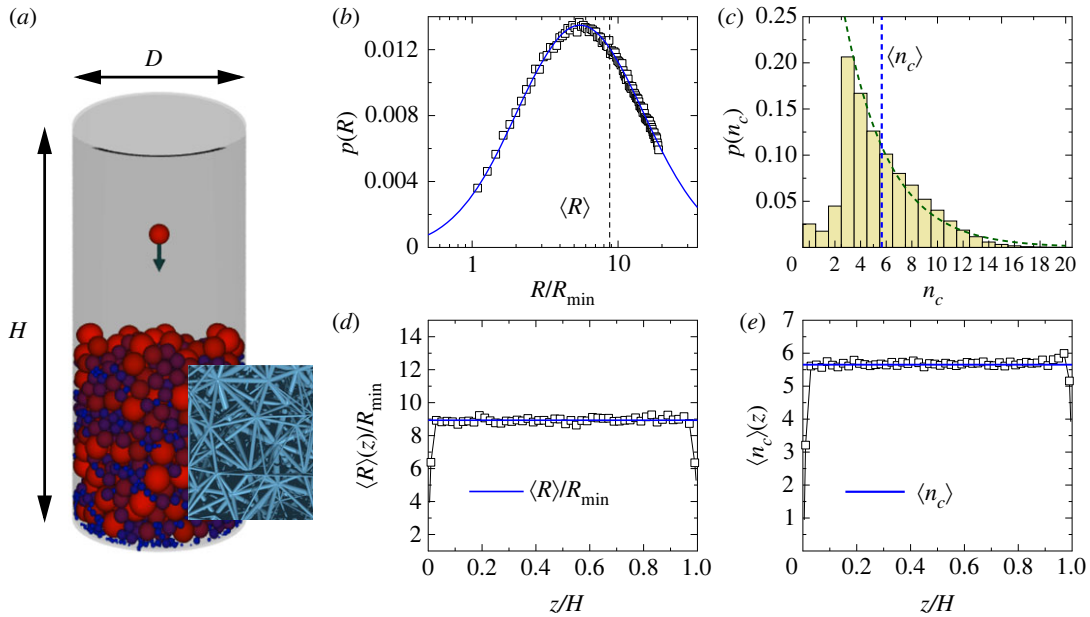 (a)
D
H
(b)
0.012
0.008
0.004
0
p(R)
⟨R⟩
1
10
R/R_min
(c)
0.25
0.20
0.15
0.10
0.05
p(n_c)
⟨n_c⟩
0 2 4 6 8 10 12 14 16 18 20
n_c
(d)
14
12
10
8
6
4
2
0
⟨R⟩(z)/R_min
⟨R⟩/R_min
0 0.2 0.4 0.6 0.8 1.0
z/H
(e)
7
6
5
4
3
2
1
0
⟨n_c⟩(z)
⟨n_c⟩
0 0.2 0.4 0.6 0.8 1.0
z/H